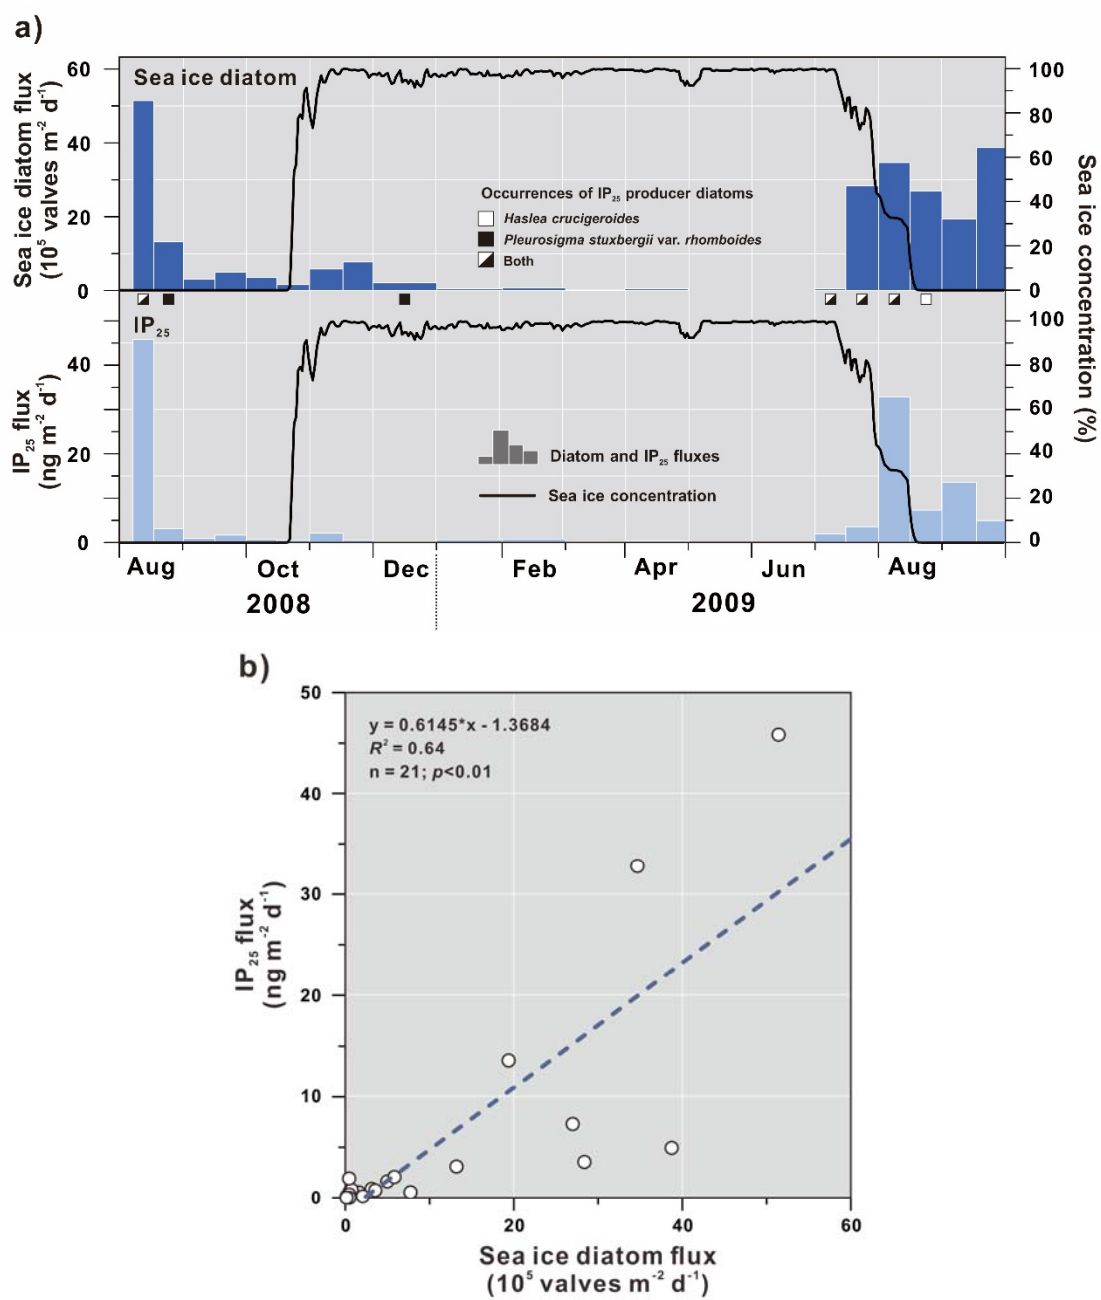 a)
Sea ice diatom
Sea ice diatom flux
(10⁵ valves m⁻² d⁻¹)
60
40
20
0
100
80
60
40
20
0
Sea ice concentration (%)
Occurrences of IP₂₅ producer diatoms
Haslea crucigeroides
Pleurosigma stuxbergii var. rhomboides
Both
IP₂₅
IP₂₅ flux
(ng m⁻² d⁻¹)
40
20
0
100
80
60
40
20
0
Diatom and IP₂₅ fluxes
Sea ice concentration
Aug Oct Dec Feb Apr Jun Aug
2008 2009
b)
y = 0.6145*x - 1.3684
R² = 0.64
n = 21; p<0.01
IP₂₅ flux
(ng m⁻² d⁻¹)
50
40
30
20
10
0
0 20 40 60
Sea ice diatom flux
(10⁵ valves m⁻² d⁻¹)